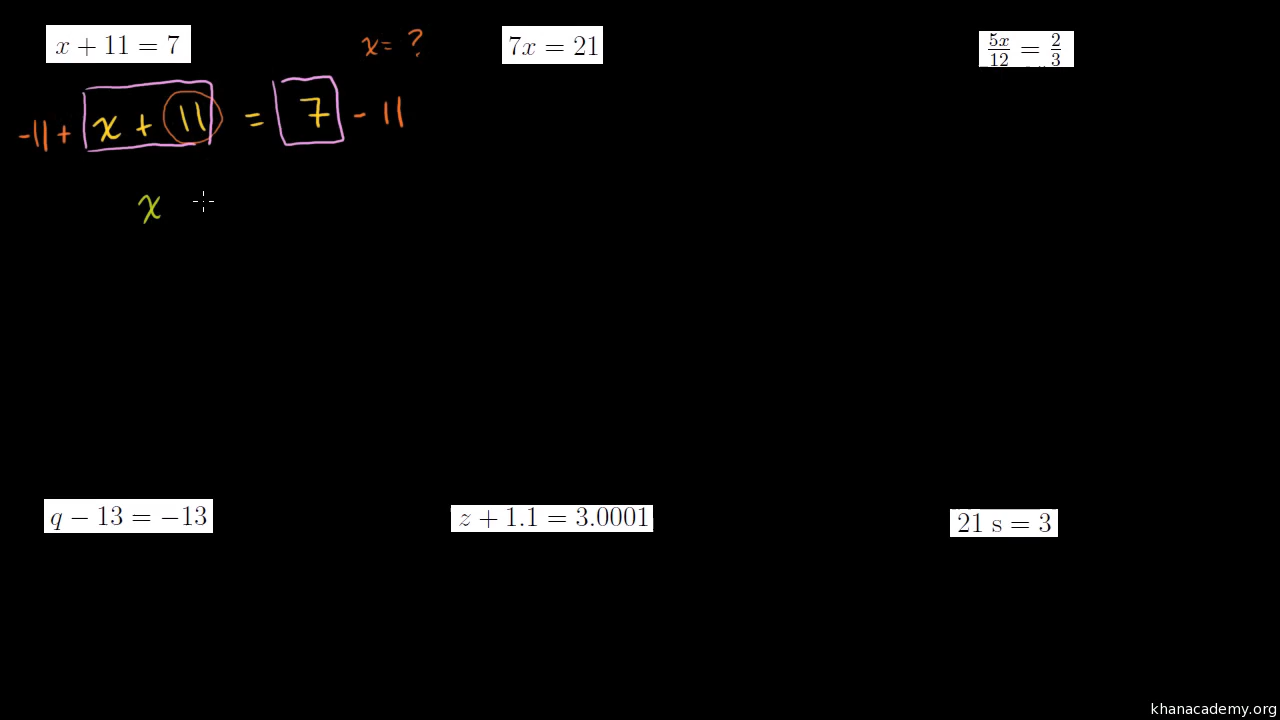 x + 11 = 7
x = ?
7x = 21
5x/12 = 2/3
-11 + x + 11 = 7 - 11
x
q − 13 = −13
z + 1.1 = 3.0001
21 s = 3
khanacademy.org